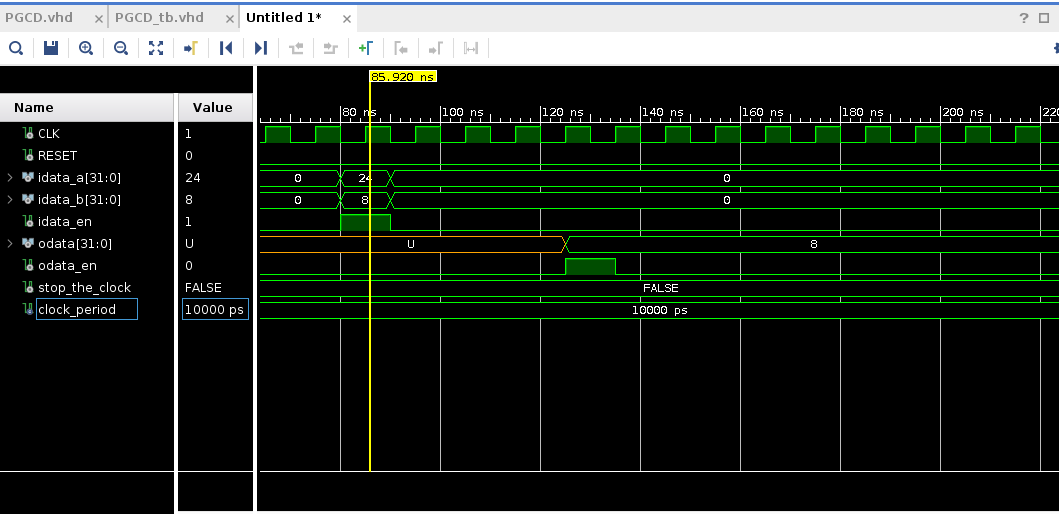 PGCD.vhd × PGCD_tb.vhd × Untitled 1* × ?
85.920 ns
Name Value 80 ns 100 ns 120 ns 140 ns 160 ns 180 ns 200 ns 220
CLK 1
RESET 0
idata_a[31:0] 24 0 24 0
idata_b[31:0] 8 0 8 0
idata_en 1
odata[31:0] U U 8
odata_en 0
stop_the_clock FALSE FALSE
clock_period 10000 ps 10000 ps